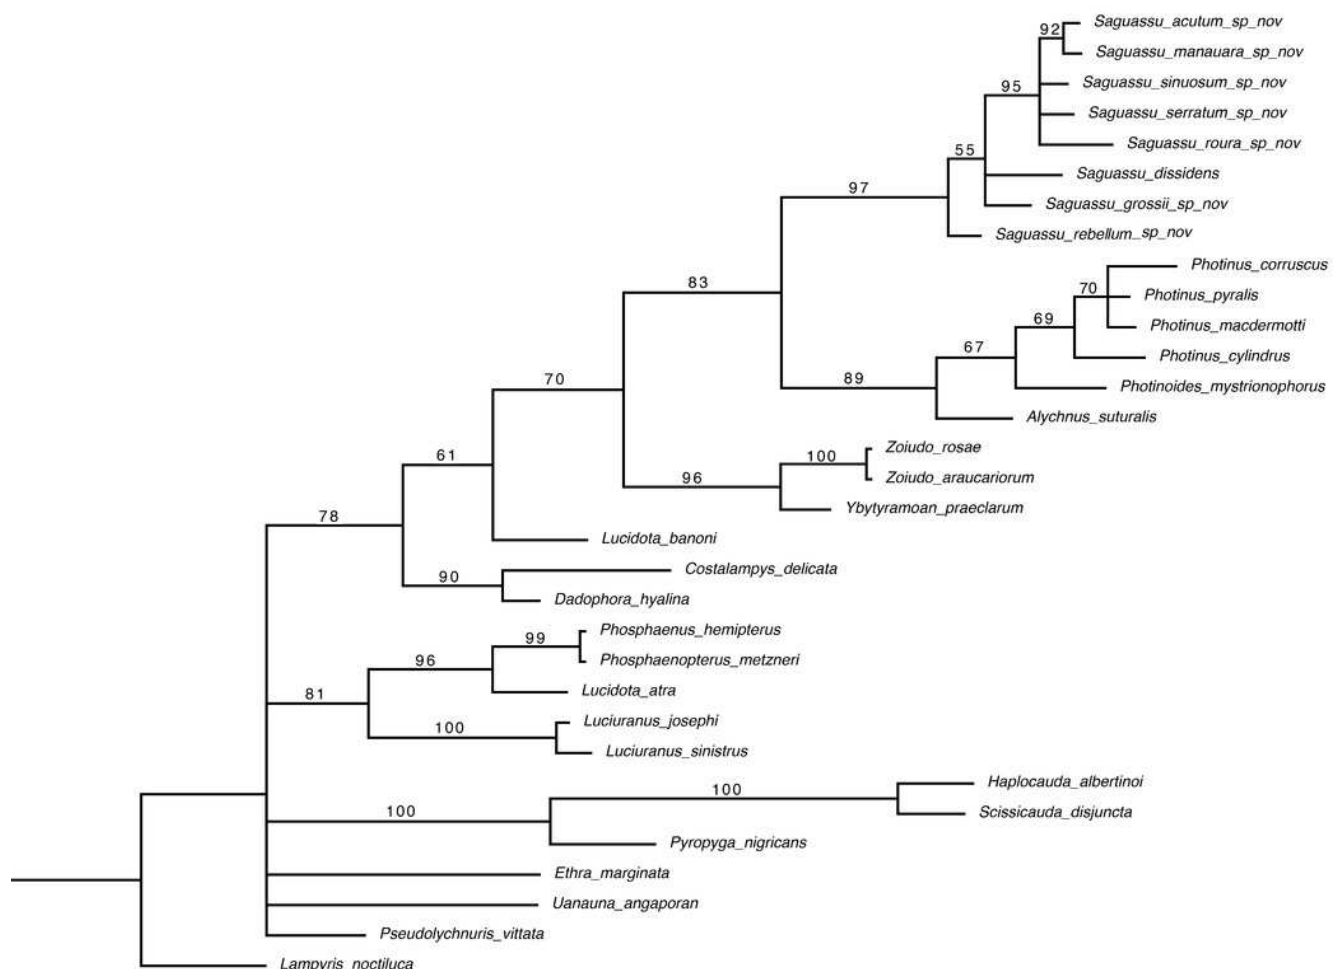 Saguassu_acutum_sp_nov
92
Saguassu_manauara_sp_nov
Saguassu_sinuosum_sp_nov
95
Saguassu_serratum_sp_nov
Saguassu_roura_sp_nov
55
Saguassu_dissidens
97
Saguassu_grossii_sp_nov
Saguassu_rebellum_sp_nov
Photinus_corruscus
83
70
Photinus_pyralis
69
Photinus_macdermotti
67
Photinus_cylindrus
70
89
Photinoides_mystrionophorus
Alychnus_suturalis
Zoiudo_rosae
61
100
96
Zoiudo_araucariorum
Ybytyramoan_praeclarum
78
Lucidota_banoni
Costalampys_delicata
90
Dadophora_hyalina
Phosphaenus_hemipterus
99
96
Phosphaenopterus_metzneri
81
Lucidota_atra
Luciuranus_josephi
100
Luciuranus_sinistrus
Haplocauda_albertinoi
100
100
Scissicauda_disjuncta
Pyropyga_nigricans
Ethra_marginata
Uanauna_angaporan
Pseudolychnuris_vittata
Lampyris_noctiluca